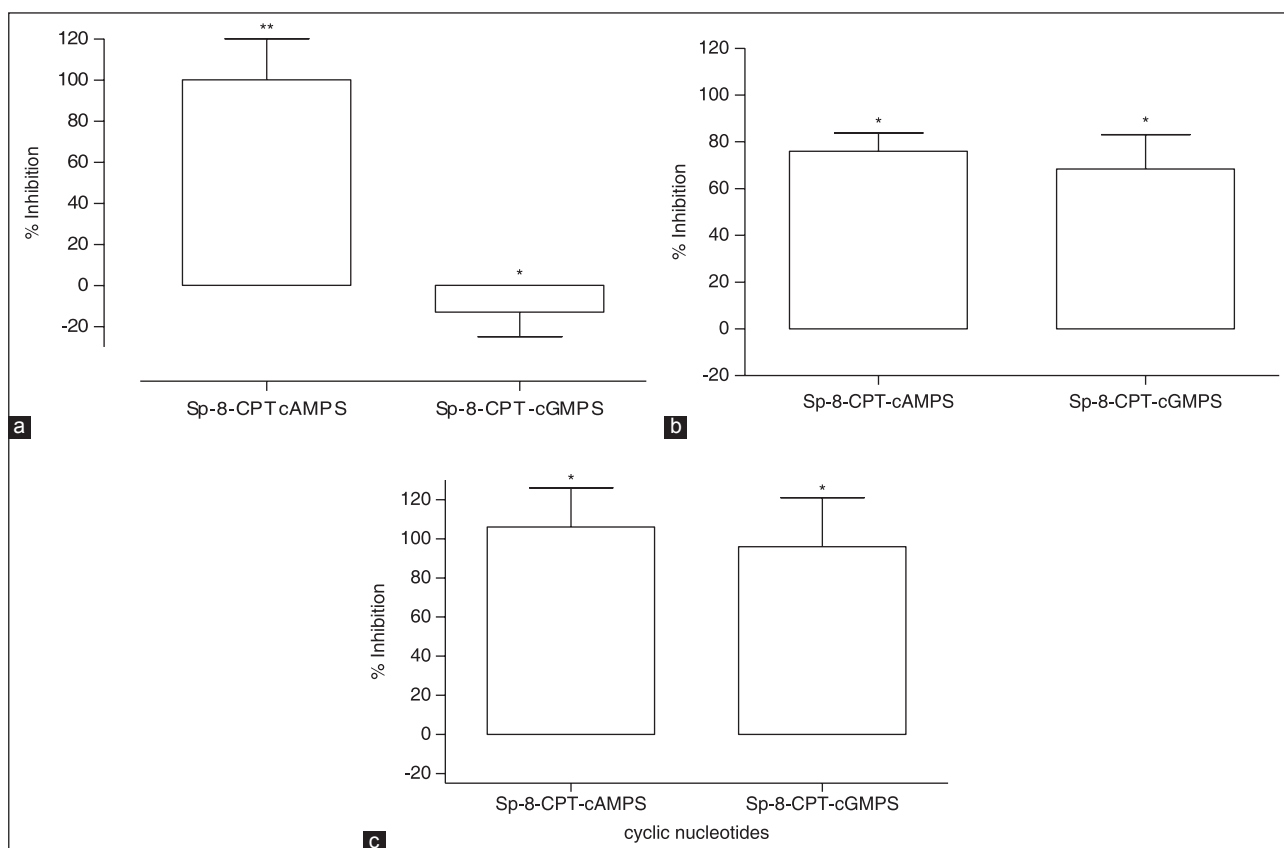 120
100
80
60
40
20
0
-20
% Inhibition
**
*
Sp-8-CPTcAMPS
Sp-8-CPT-cGMPS
a
120
100
80
60
40
20
0
-20
% Inhibition
*
*
Sp-8-CPT-cAMPS
Sp-8-CPT-cGMPS
b
120
100
80
60
40
20
0
-20
% Inhibition
*
*
Sp-8-CPT-cAMPS
Sp-8-CPT-cGMPS
cyclic nucleotides
c